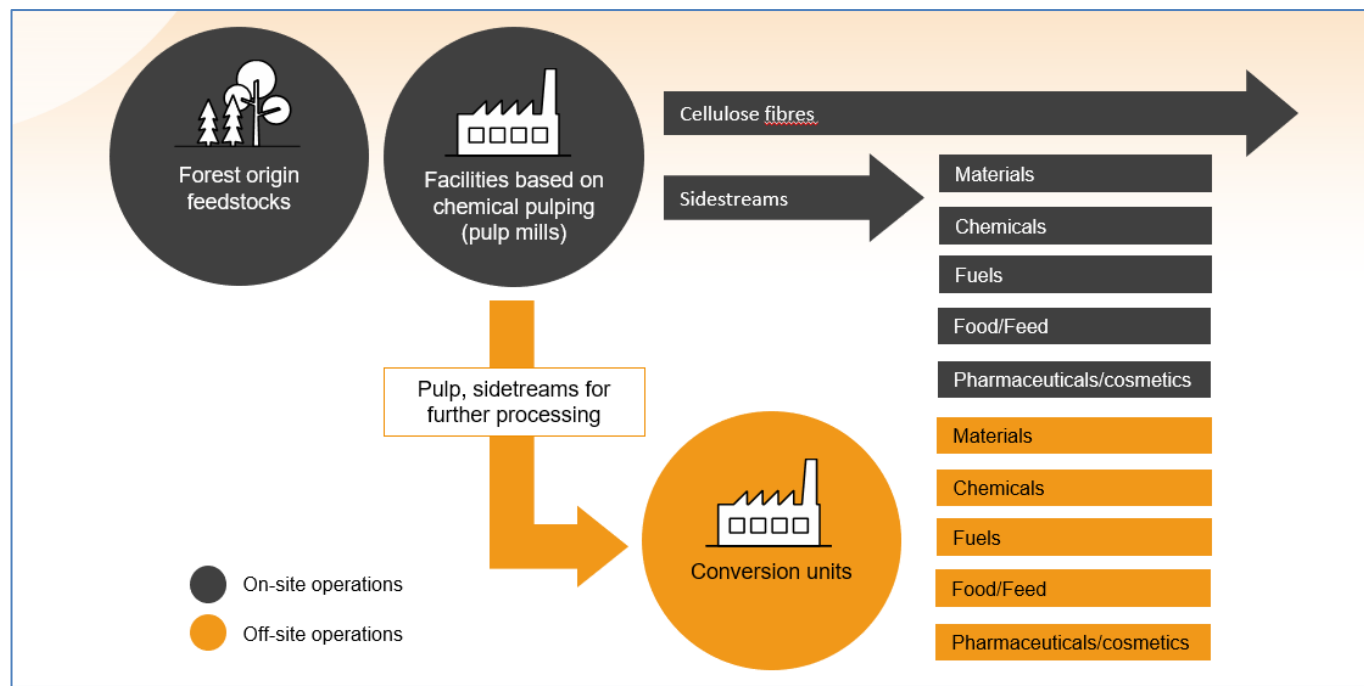 Forest origin
feedstocks
Facilities based on
chemical pulping
(pulp mills)
Cellulose fibres
Sidestreams
Materials
Chemicals
Fuels
Food/Feed
Pharmaceuticals/cosmetics
Pulp, sidetreams for
further processing
Conversion units
Materials
Chemicals
Fuels
Food/Feed
Pharmaceuticals/cosmetics
On-site operations
Off-site operations